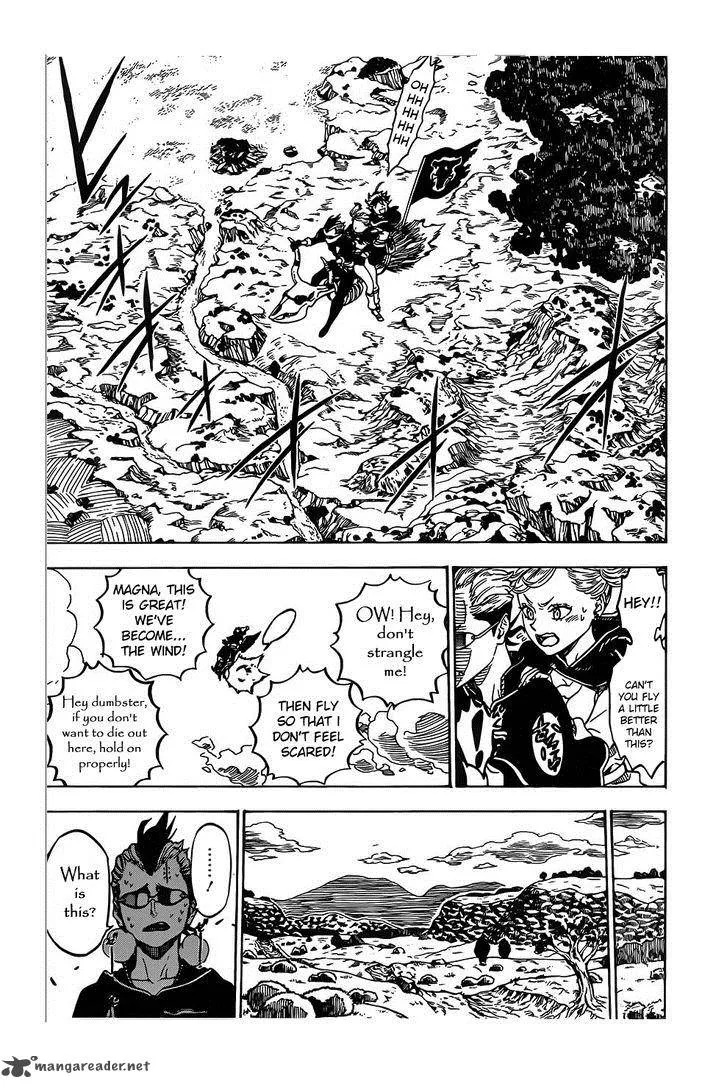 OH
HH
HH
HH
HH
HEY!!
CAN'T
YOU FLY
A LITTLE
BETTER
THAN
THIS?
OW! Hey,
don't
strangle
me!
THEN FLY
SO THAT I
DON'T FEEL
SCARED!
MAGNA, THIS
IS GREAT!
WE'VE
BECOME...
THE WIND!
Hey dumbster,
if you don't
want to die out
here, hold on
properly!
........!
What
is
this?
mangareader.net